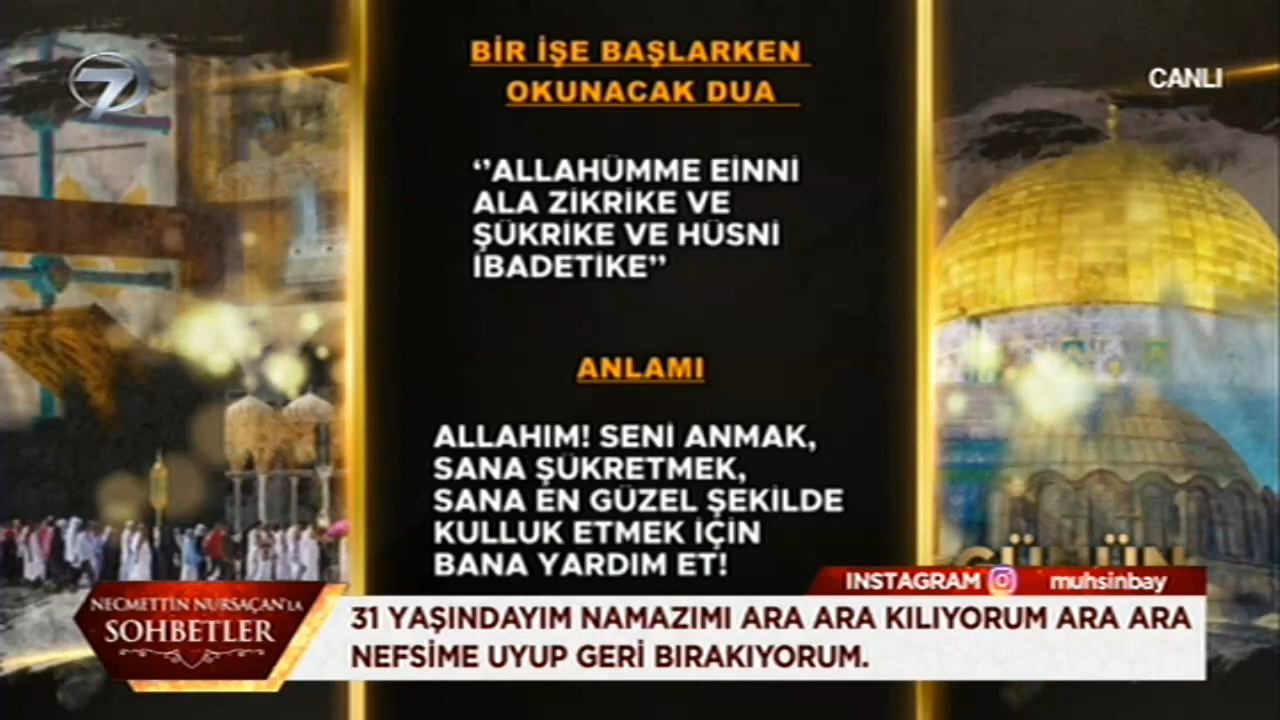 7
CANLI
BİR İŞE BAŞLARKEN
OKUNACAK DUA
‘’ALLAHÜMME EİNNİ
ALA ZİKRİKE VE
ŞÜKRİKE VE HÜSNİ
İBADETİKE’’
ANLAMI
ALLAHIM! SENİ ANMAK,
SANA ŞÜKRETMEK,
SANA EN GÜZEL ŞEKİLDE
KULLUK ETMEK İÇİN
BANA YARDIM ET!
GÜNÜN
INSTAGRAM muhsinbay
NECMETTİN NURSAÇAN'LA
SOHBETLER
31 YAŞINDAYIM NAMAZIMI ARA ARA KILIYORUM ARA ARA
NEFSİME UYUP GERİ BIRAKIYORUM.